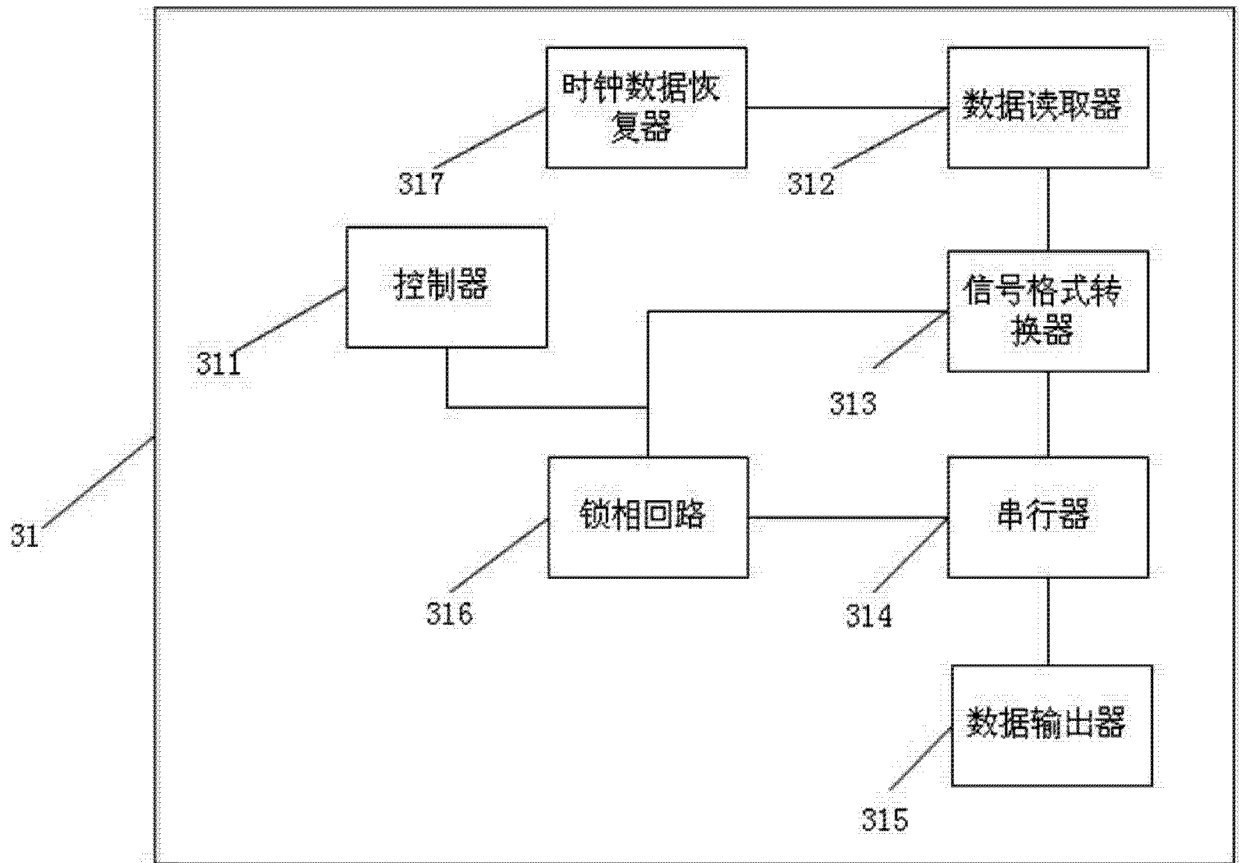 时钟数据恢
复器
数据读取器
317
312
控制器
信号格式转
换器
311
313
31
锁相回路
串行器
316
314
数据输出器
315